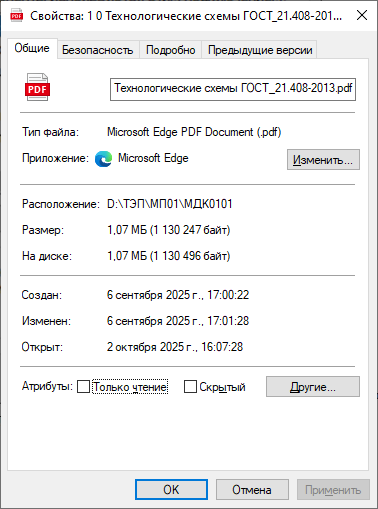 Свойства: 1 0 Технологические схемы ГОСТ_21.408-201...
Общие Безопасность Подробно Предыдущие версии
PDF
Технологические схемы ГОСТ_21.408-2013.pdf
Тип файла: Microsoft Edge PDF Document (.pdf)
Приложение: Microsoft Edge Изменить...
Расположение: D:\ТЭП\МП01\МДК0101
Размер: 1,07 МБ (1 130 247 байт)
На диске: 1,07 МБ (1 130 496 байт)
Создан: 6 сентября 2025 г., 17:00:22
Изменен: 6 сентября 2025 г., 17:01:28
Открыт: 2 октября 2025 г., 16:07:28
Атрибуты: Только чтение Скрытый Другие...
OK Отмена Применить